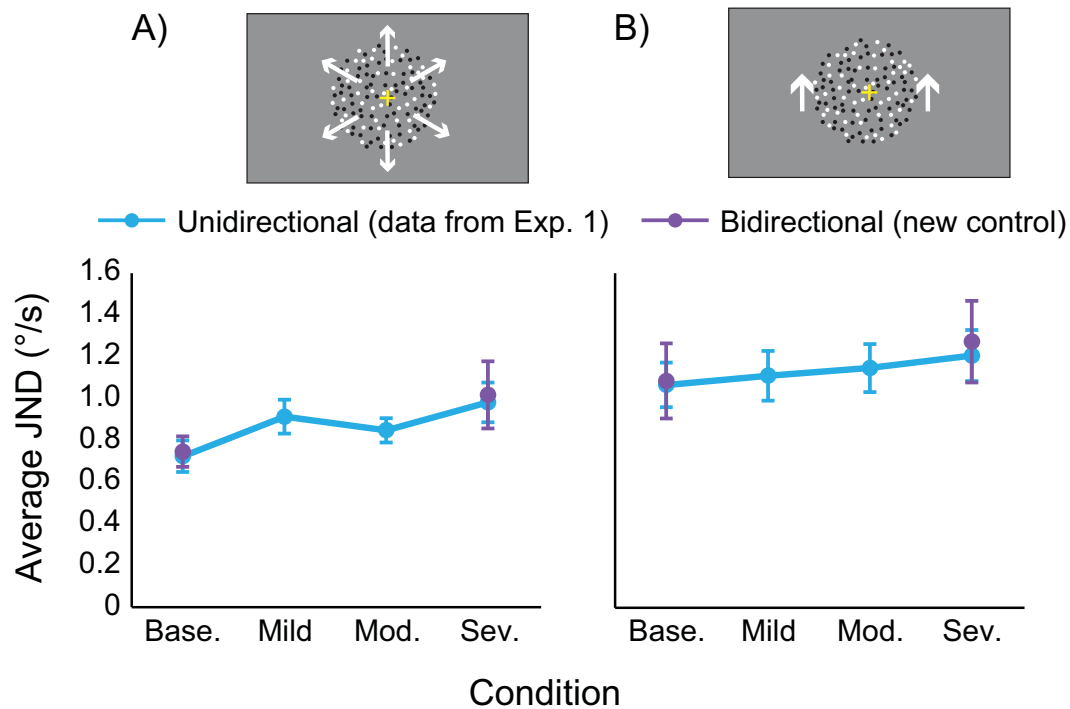 A)
B)
Unidirectional (data from Exp. 1)
Bidirectional (new control)
Average JND (°/s)
1.6
1.4
1.2
1.0
0.8
0.6
0.4
0.2
0
Base. Mild Mod. Sev.
Base. Mild Mod. Sev.
Condition